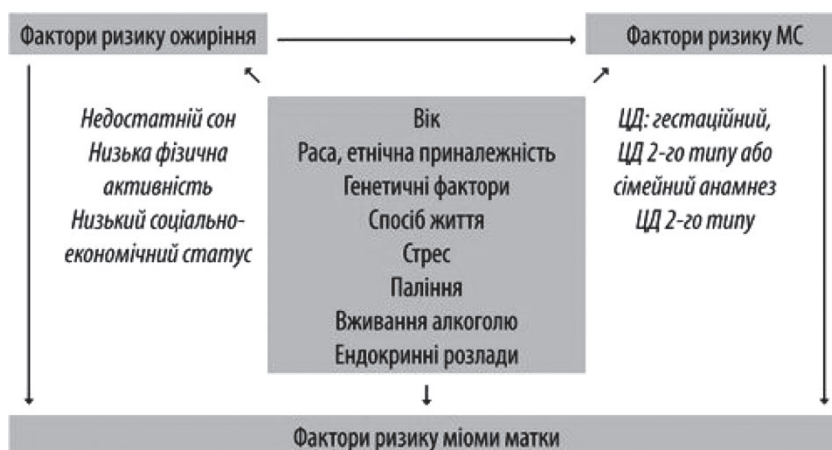 Фактори ризику ожиріння
Фактори ризику МС
Недостатній сон
Низька фізична
активність
Низький соціально-
економічний статус
Вік
Раса, етнічна приналежність
Генетичні фактори
Спосіб життя
Стрес
Паління
Вживання алкоголю
Ендокринні розлади
ЦД: гестаційний,
ЦД 2-го типу або
сімейний анамнез
ЦД 2-го типу
Фактори ризику міоми матки